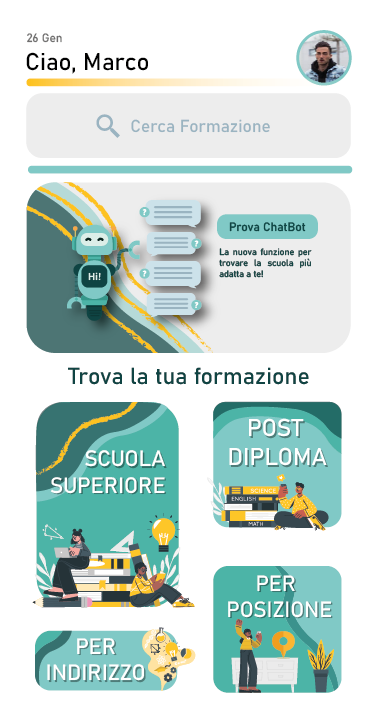 26 Gen
Ciao, Marco
Cerca Formazione
?
?
?
?
Hi!
Prova ChatBot
La nuova funzione per
trovare la scuola più
adatta a te!
Trova la tua formazione
SCUOLA
SUPERIORE
POST
DIPLOMA
SCIENCE
ENGLISH
MATH
PER
POSIZIONE
PER
INDIRIZZO